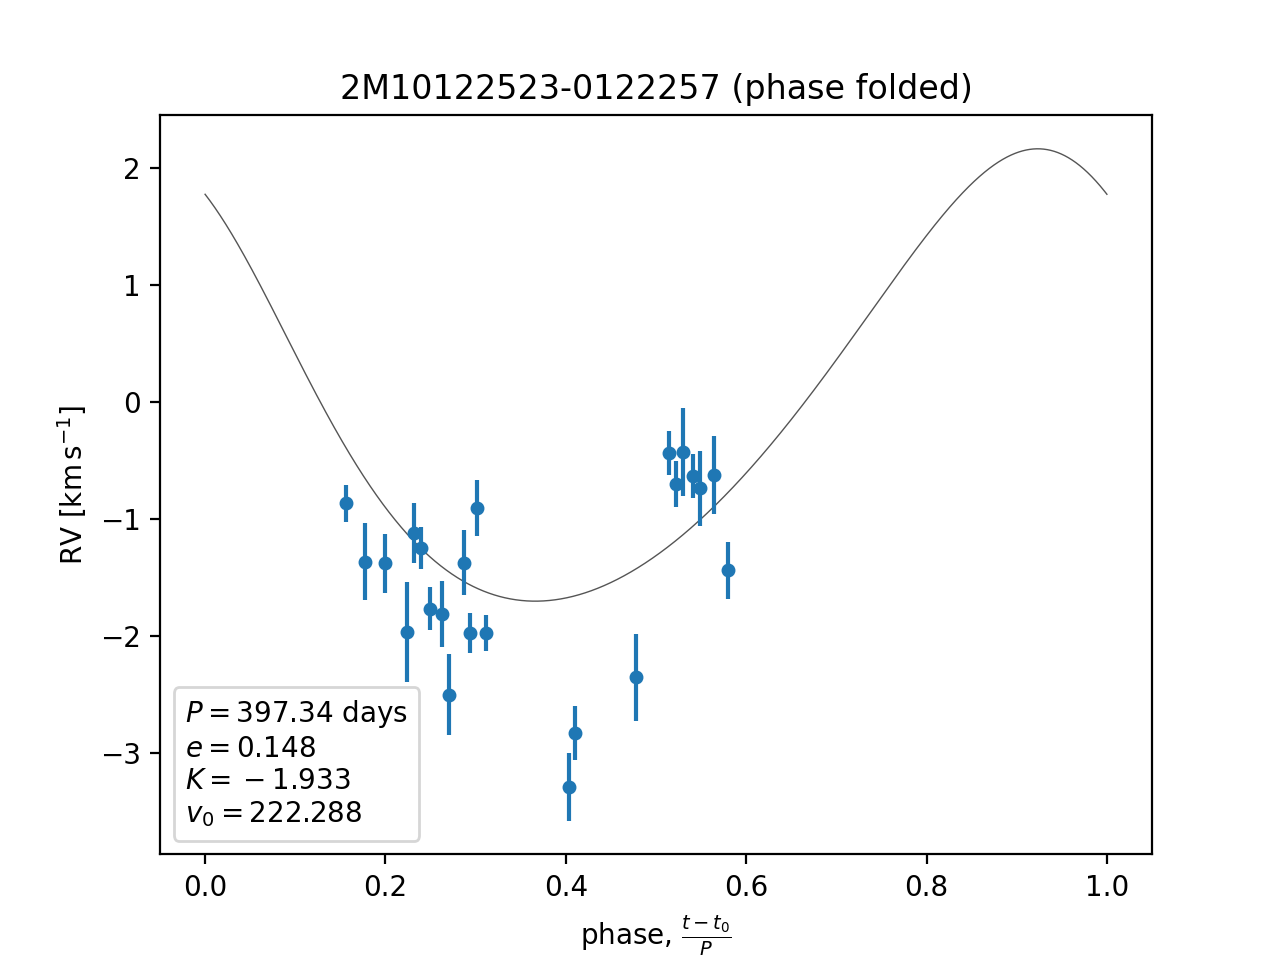 2M10122523-0122257 (phase folded)
RV [km s⁻¹]
2
1
0
−1
−2
−3
P = 397.34 days
e = 0.148
K = −1.933
v₀ = 222.288
0.0 0.2 0.4 0.6 0.8 1.0
phase, (t − t₀)/P